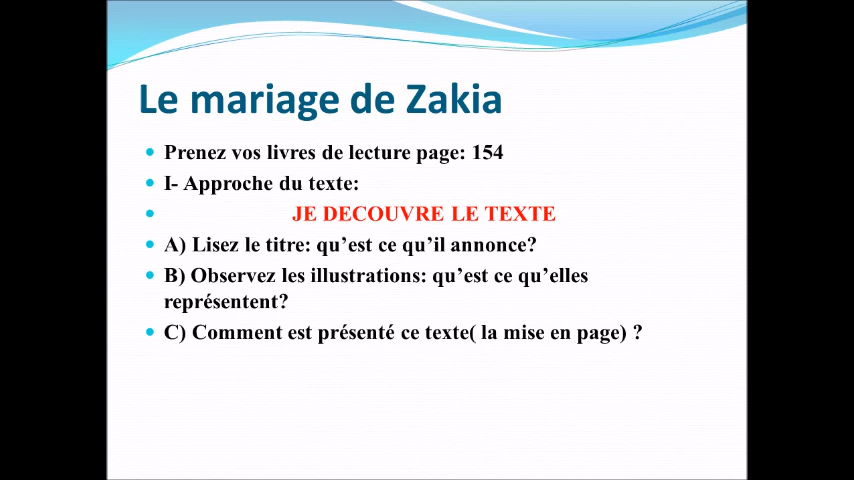 Le mariage de Zakia
Prenez vos livres de lecture page: 154
I- Approche du texte:
JE DECOUVRE LE TEXTE
A) Lisez le titre: qu’est ce qu’il annonce?
B) Observez les illustrations: qu’est ce qu’elles
représentent?
C) Comment est présenté ce texte( la mise en page) ?